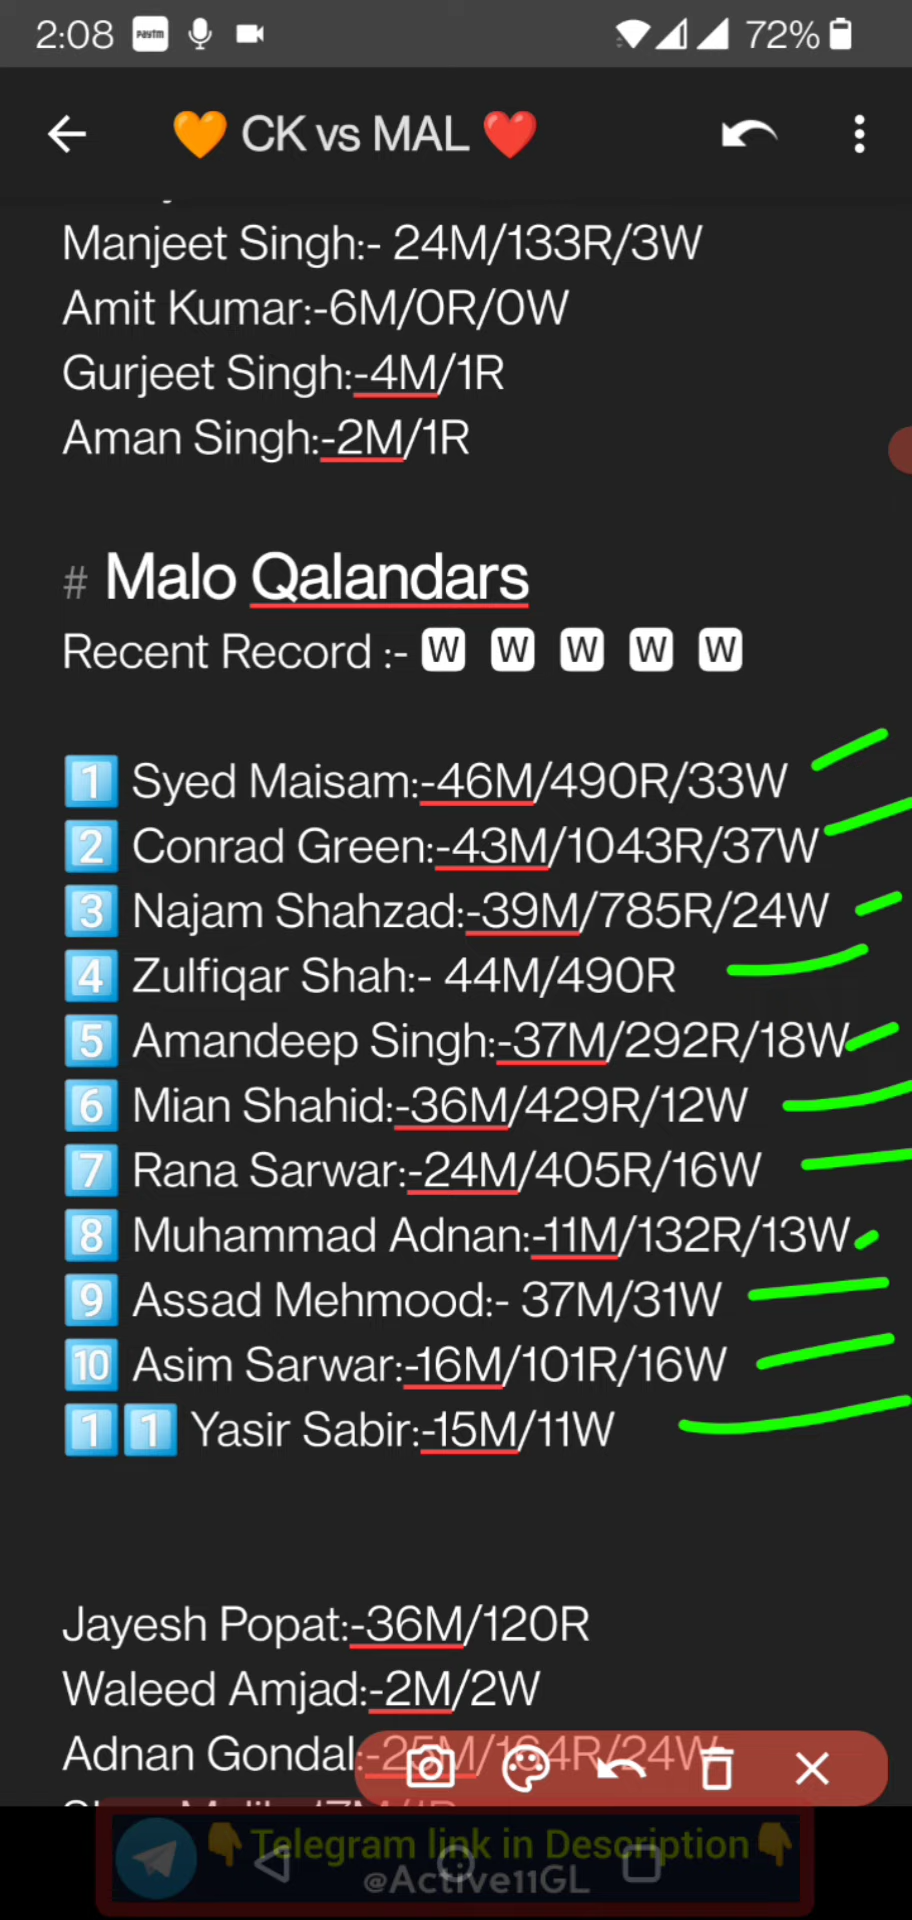 2:08 Paytm 72%
🧡 CK vs MAL ❤️
Manjeet Singh:- 24M/133R/3W
Amit Kumar:-6M/0R/0W
Gurjeet Singh:-4M/1R
Aman Singh:-2M/1R
# Malo Qalandars
Recent Record :- W W W W W
1 Syed Maisam:-46M/490R/33W
2 Conrad Green:-43M/1043R/37W
3 Najam Shahzad:-39M/785R/24W
4 Zulfiqar Shah:- 44M/490R
5 Amandeep Singh:-37M/292R/18W
6 Mian Shahid:-36M/429R/12W
7 Rana Sarwar:-24M/405R/16W
8 Muhammad Adnan:-11M/132R/13W
9 Assad Mehmood:- 37M/31W
10 Asim Sarwar:-16M/101R/16W
1 1 Yasir Sabir:-15M/11W
Jayesh Popat:-36M/120R
Waleed Amjad:-2M/2W
Adnan Gondal:
👇Telegram link in Description👇
@Active11GL